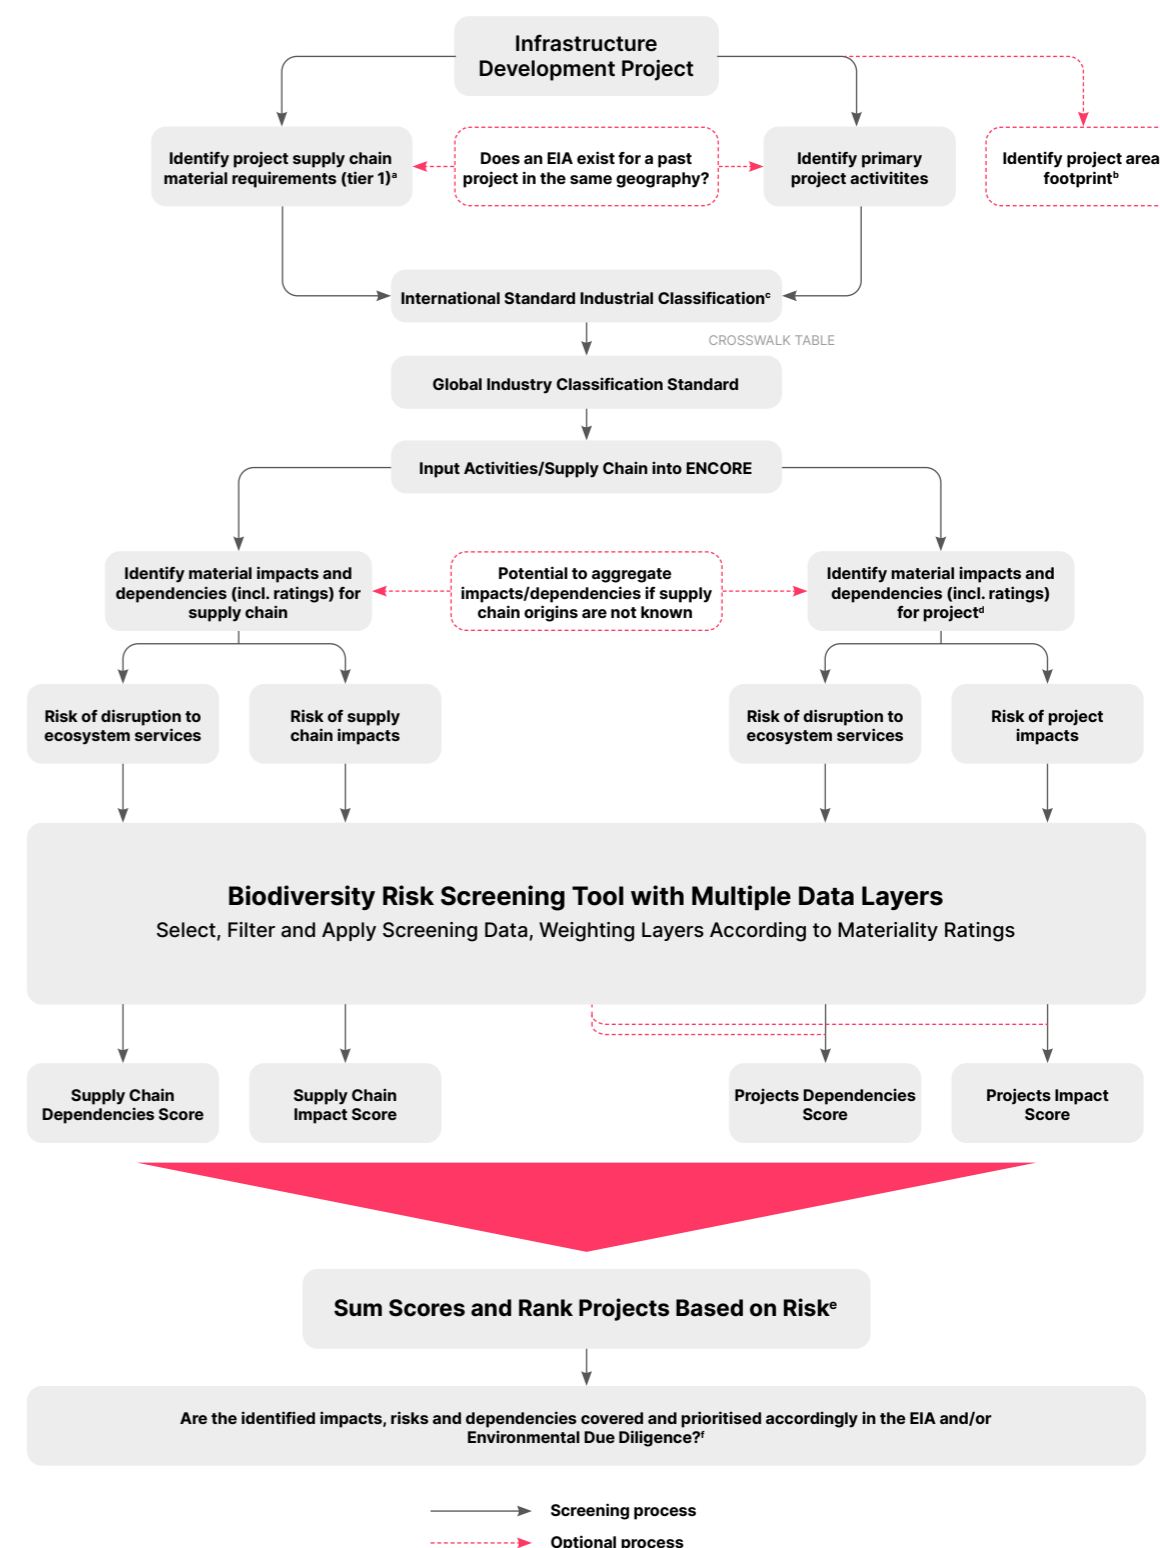 Infrastructure
Development Project
Identify project supply chain
material requirements (tier 1)ᵃ
Does an EIA exist for a past
project in the same geography?
Identify primary
project activitites
Identify project area
footprintᵇ
International Standard Industrial Classificationᶜ
CROSSWALK TABLE
Global Industry Classification Standard
Input Activities/Supply Chain into ENCORE
Identify material impacts and
dependencies (incl. ratings) for
supply chain
Potential to aggregate
impacts/dependencies if supply
chain origins are not known
Identify material impacts and
dependencies (incl. ratings)
for projectᵈ
Risk of disruption to
ecosystem services
Risk of supply
chain impacts
Risk of disruption to
ecosystem services
Risk of project
impacts
Biodiversity Risk Screening Tool with Multiple Data Layers
Select, Filter and Apply Screening Data, Weighting Layers According to Materiality Ratings
Supply Chain
Dependencies Score
Supply Chain
Impact Score
Projects Dependencies
Score
Projects Impact
Score
Sum Scores and Rank Projects Based on Riskᵉ
Are the identified impacts, risks and dependencies covered and prioritised accordingly in the EIA and/or
Environmental Due Diligence?ᶠ
Screening process
Optional process